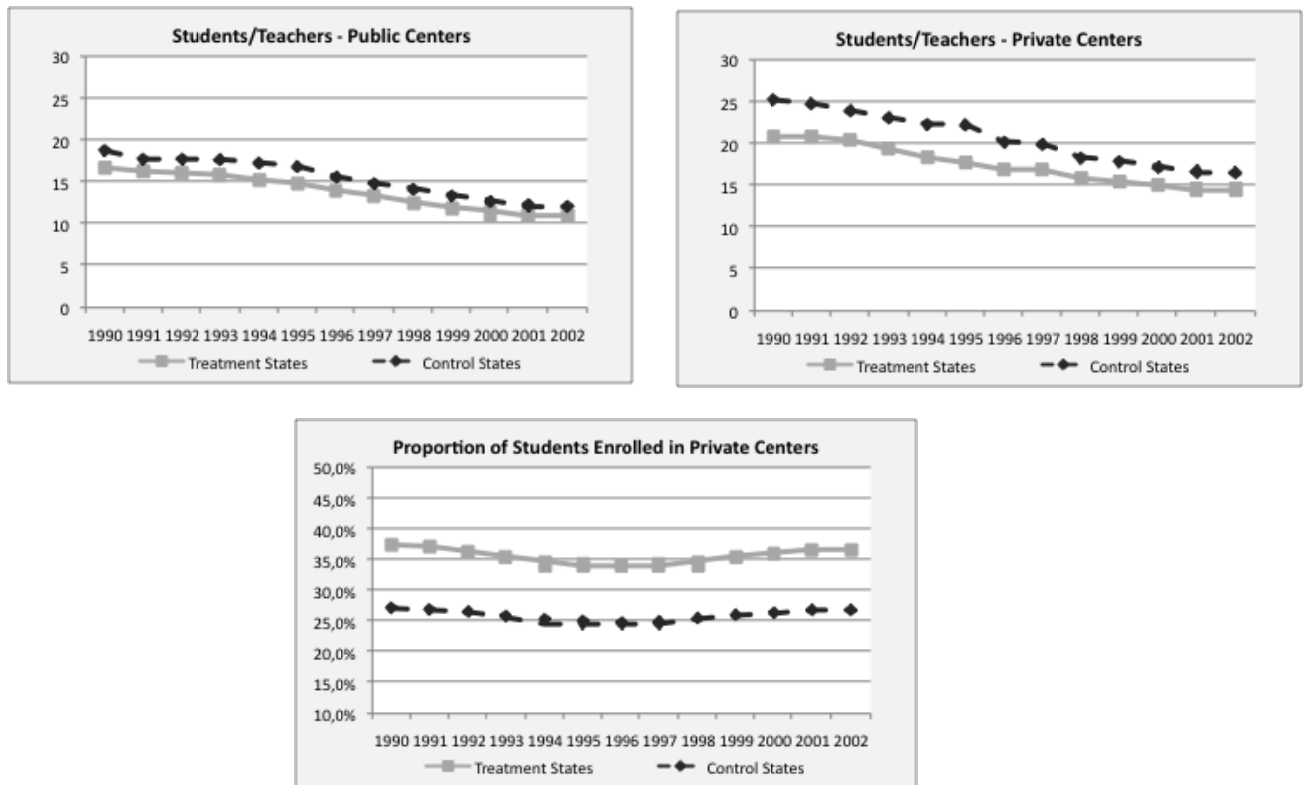 Students/Teachers - Public Centers
30
25
20
15
10
5
0
1990 1991 1992 1993 1994 1995 1996 1997 1998 1999 2000 2001 2002
Treatment States Control States
Students/Teachers - Private Centers
30
25
20
15
10
5
0
1990 1991 1992 1993 1994 1995 1996 1997 1998 1999 2000 2001 2002
Treatment States Control States
Proportion of Students Enrolled in Private Centers
50,0%
45,0%
40,0%
35,0%
30,0%
25,0%
20,0%
15,0%
10,0%
1990 1991 1992 1993 1994 1995 1996 1997 1998 1999 2000 2001 2002
Treatment States Control States